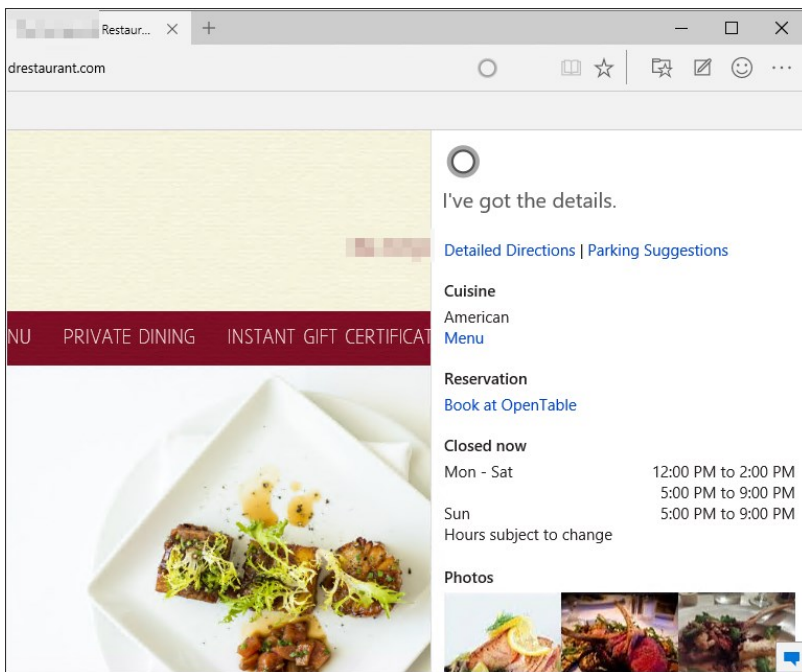 Restaur...
drestaurant.com
I've got the details.
Detailed Directions | Parking Suggestions
Cuisine
American
Menu
NU PRIVATE DINING INSTANT GIFT CERTIFICAT
Reservation
Book at OpenTable
Closed now
Mon - Sat 12:00 PM to 2:00 PM
5:00 PM to 9:00 PM
Sun 5:00 PM to 9:00 PM
Hours subject to change
Photos